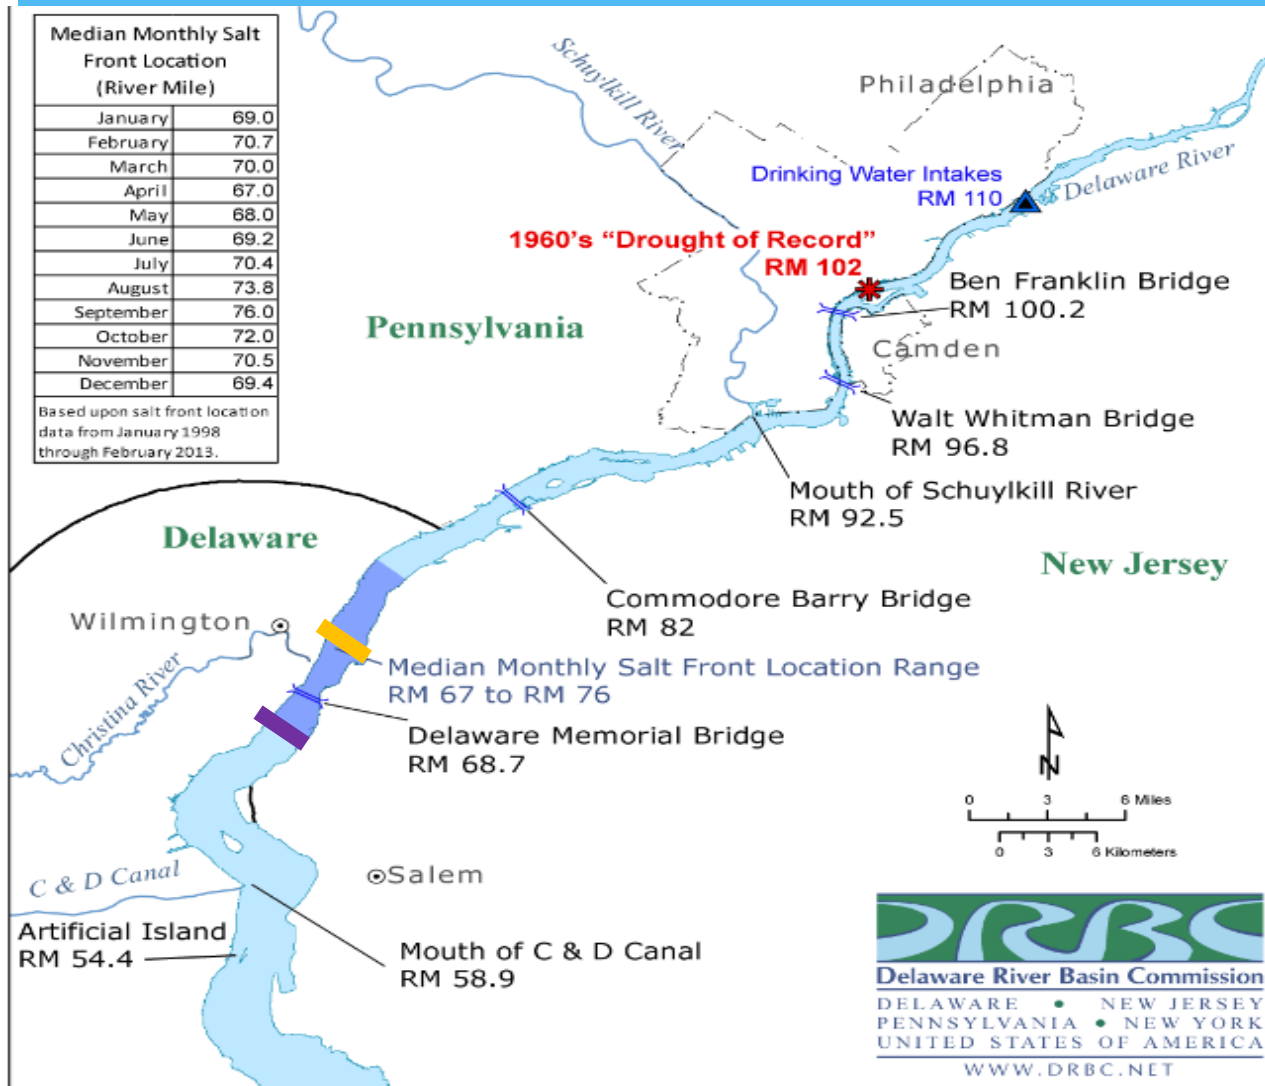 Median Monthly Salt
Front Location
(River Mile)
January 69.0
February 70.7
March 70.0
April 67.0
May 68.0
June 69.2
July 70.4
August 73.8
September 76.0
October 72.0
November 70.5
December 69.4
Based upon salt front location
data from January 1998
through February 2013.
Schuylkill River
Philadelphia
Drinking Water Intakes
RM 110
Delaware River
1960's “Drought of Record”
RM 102
Ben Franklin Bridge
RM 100.2
Pennsylvania
Camden
Walt Whitman Bridge
RM 96.8
Mouth of Schuylkill River
RM 92.5
Delaware
New Jersey
Commodore Barry Bridge
RM 82
Wilmington
Median Monthly Salt Front Location Range
RM 67 to RM 76
Christina River
Delaware Memorial Bridge
RM 68.7
N
0 3 6 Miles
0 3 6 Kilometers
C & D Canal
Salem
Artificial Island
RM 54.4
Mouth of C & D Canal
RM 58.9
DRBC
Delaware River Basin Commission
DELAWARE • NEW JERSEY
PENNSYLVANIA • NEW YORK
UNITED STATES OF AMERICA
WWW.DRBC.NET